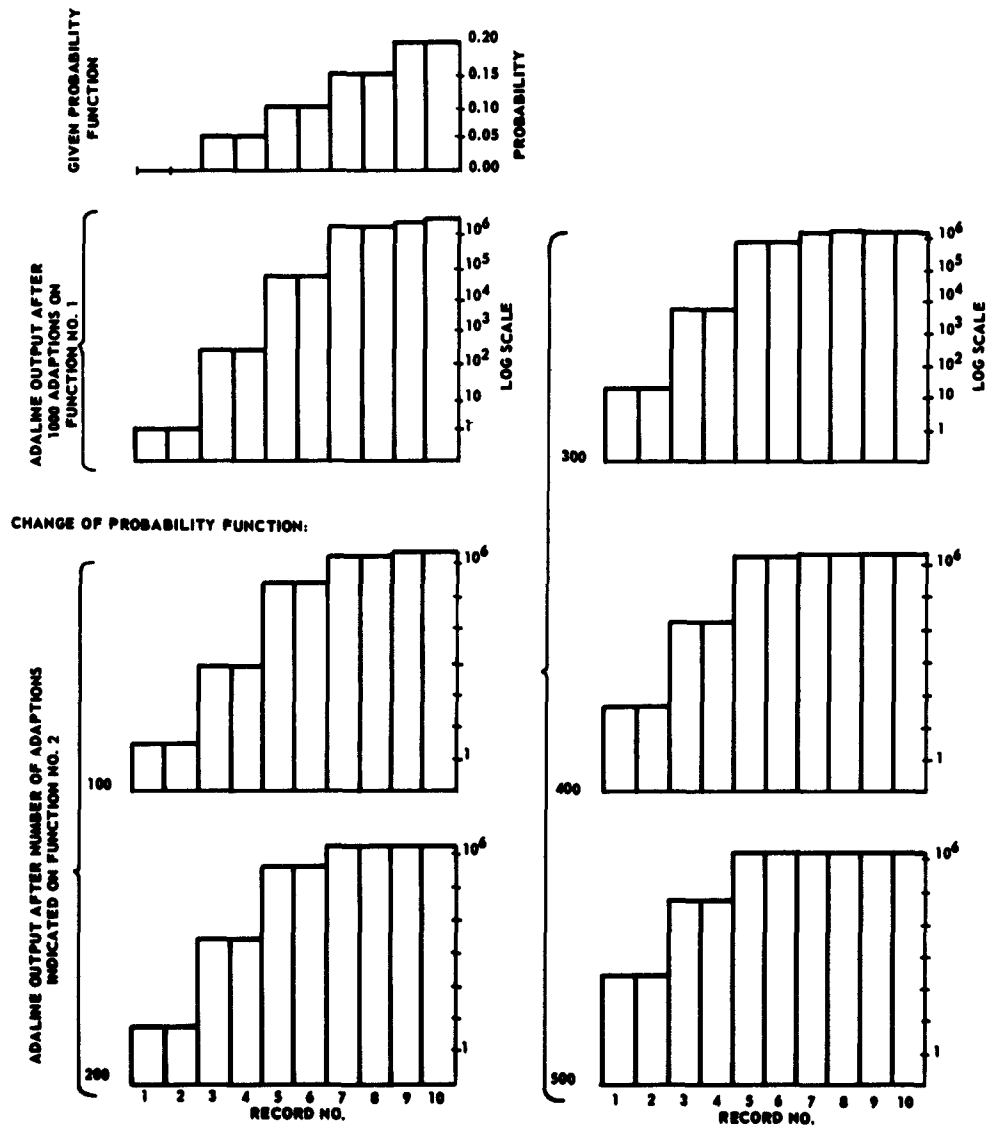 GIVEN PROBABILITY
FUNCTION
0.20
0.15
0.10
0.05
0.00
PROBABILITY
ADALINE OUTPUT AFTER
1000 ADAPTIONS ON
FUNCTION NO. 1
10⁶
10⁵
10⁴
10³
10²
10
1
LOG SCALE
CHANGE OF PROBABILITY FUNCTION:
ADALINE OUTPUT AFTER NUMBER OF ADAPTIONS
INDICATED ON FUNCTION NO. 2
100
10⁶
1
200
10⁶
1
1 2 3 4 5 6 7 8 9 10
RECORD NO.
300
10⁶
10⁵
10⁴
10³
10²
10
1
LOG SCALE
400
10⁶
1
500
10⁶
1
1 2 3 4 5 6 7 8 9 10
RECORD NO.